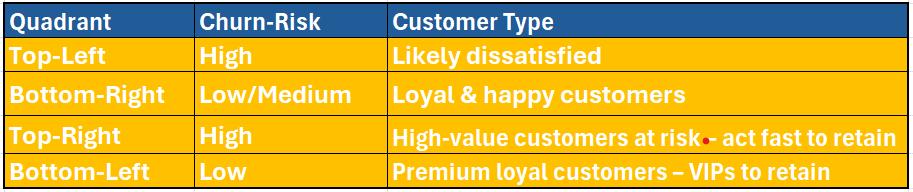 Quadrant Churn-Risk Customer Type
Top-Left High Likely dissatisfied
Bottom-Right Low/Medium Loyal & happy customers
Top-Right High High-value customers at risk – act fast to retain
Bottom-Left Low Premium loyal customers – VIPs to retain